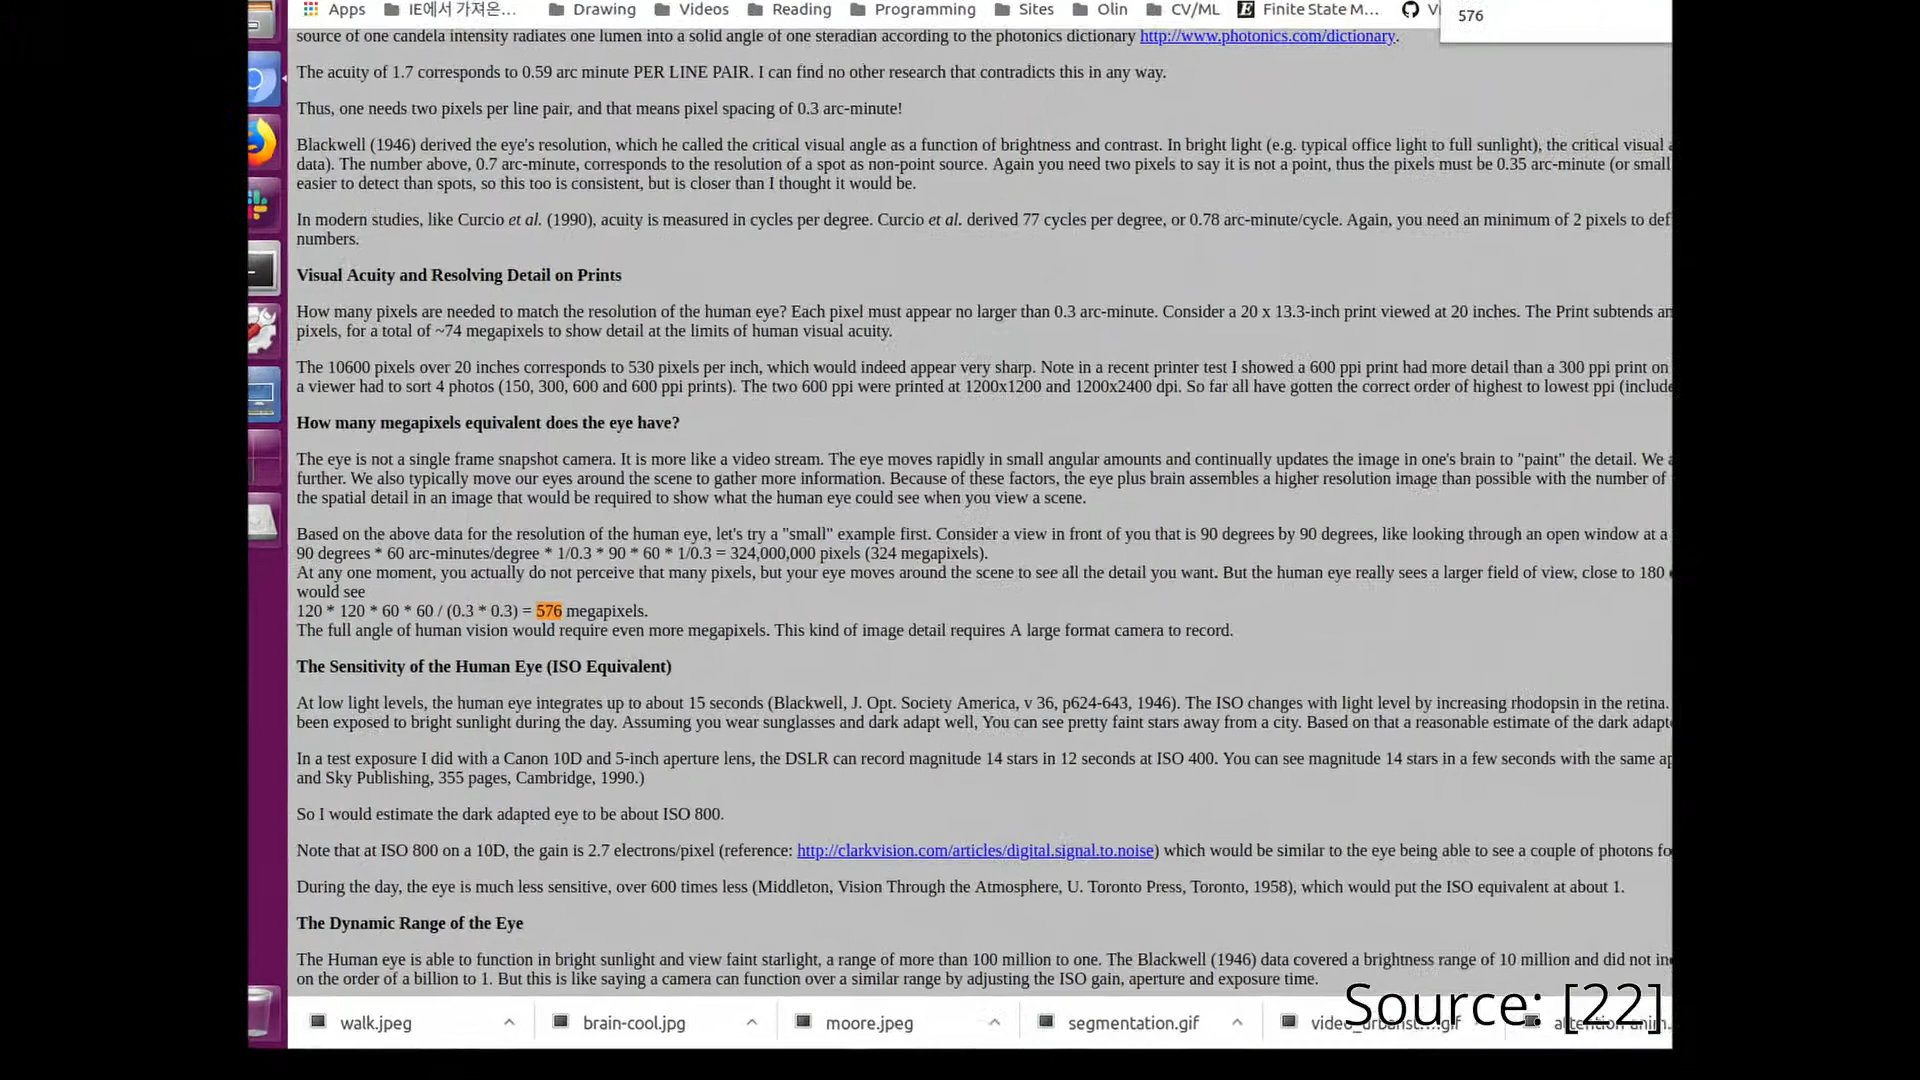 Apps IE에서 가져온... Drawing Videos Reading Programming Sites Olin CV/ML Finite State M...
576
source of one candela intensity radiates one lumen into a solid angle of one steradian according to the photonics dictionary http://www.photonics.com/dictionary.
The acuity of 1.7 corresponds to 0.59 arc minute PER LINE PAIR. I can find no other research that contradicts this in any way.
Thus, one needs two pixels per line pair, and that means pixel spacing of 0.3 arc-minute!
Blackwell (1946) derived the eye's resolution, which he called the critical visual angle as a function of brightness and contrast. In bright light (e.g. typical office light to full sunlight), the critical visual
data). The number above, 0.7 arc-minute, corresponds to the resolution of a spot as non-point source. Again you need two pixels to say it is not a point, thus the pixels must be 0.35 arc-minute (or small
easier to detect than spots, so this too is consistent, but is closer than I thought it would be.
In modern studies, like Curcio et al. (1990), acuity is measured in cycles per degree. Curcio et al. derived 77 cycles per degree, or 0.78 arc-minute/cycle. Again, you need an minimum of 2 pixels to def
numbers.
Visual Acuity and Resolving Detail on Prints
How many pixels are needed to match the resolution of the human eye? Each pixel must appear no larger than 0.3 arc-minute. Consider a 20 x 13.3-inch print viewed at 20 inches. The Print subtends an
pixels, for a total of ~74 megapixels to show detail at the limits of human visual acuity.
The 10600 pixels over 20 inches corresponds to 530 pixels per inch, which would indeed appear very sharp. Note in a recent printer test I showed a 600 ppi print had more detail than a 300 ppi print on
a viewer had to sort 4 photos (150, 300, 600 and 600 ppi prints). The two 600 ppi were printed at 1200x1200 and 1200x2400 dpi. So far all have gotten the correct order of highest to lowest ppi (include
How many megapixels equivalent does the eye have?
The eye is not a single frame snapshot camera. It is more like a video stream. The eye moves rapidly in small angular amounts and continually updates the image in one's brain to "paint" the detail. We a
further. We also typically move our eyes around the scene to gather more information. Because of these factors, the eye plus brain assembles a higher resolution image than possible with the number of
the spatial detail in an image that would be required to show what the human eye could see when you view a scene.
Based on the above data for the resolution of the human eye, let's try a "small" example first. Consider a view in front of you that is 90 degrees by 90 degrees, like looking through an open window at a
90 degrees * 60 arc-minutes/degree * 1/0.3 * 90 * 60 * 1/0.3 = 324,000,000 pixels (324 megapixels).
At any one moment, you actually do not perceive that many pixels, but your eye moves around the scene to see all the detail you want. But the human eye really sees a larger field of view, close to 180
would see
120 * 120 * 60 * 60 / (0.3 * 0.3) = 576 megapixels.
The full angle of human vision would require even more megapixels. This kind of image detail requires A large format camera to record.
The Sensitivity of the Human Eye (ISO Equivalent)
At low light levels, the human eye integrates up to about 15 seconds (Blackwell, J. Opt. Society America, v 36, p624-643, 1946). The ISO changes with light level by increasing rhodopsin in the retina.
been exposed to bright sunlight during the day. Assuming you wear sunglasses and dark adapt well, You can see pretty faint stars away from a city. Based on that a reasonable estimate of the dark adapt
In a test exposure I did with a Canon 10D and 5-inch aperture lens, the DSLR can record magnitude 14 stars in 12 seconds at ISO 400. You can see magnitude 14 stars in a few seconds with the same ap
and Sky Publishing, 355 pages, Cambridge, 1990.)
So I would estimate the dark adapted eye to be about ISO 800.
Note that at ISO 800 on a 10D, the gain is 2.7 electrons/pixel (reference: http://clarkvision.com/articles/digital.signal.to.noise) which would be similar to the eye being able to see a couple of photons fo
During the day, the eye is much less sensitive, over 600 times less (Middleton, Vision Through the Atmosphere, U. Toronto Press, Toronto, 1958), which would put the ISO equivalent at about 1.
The Dynamic Range of the Eye
The Human eye is able to function in bright sunlight and view faint starlight, a range of more than 100 million to one. The Blackwell (1946) data covered a brightness range of 10 million and did not in
on the order of a billion to 1. But this is like saying a camera can function over a similar range by adjusting the ISO gain, aperture and exposure time.
Source: [22]
walk.jpeg brain-cool.jpg moore.jpeg segmentation.gif